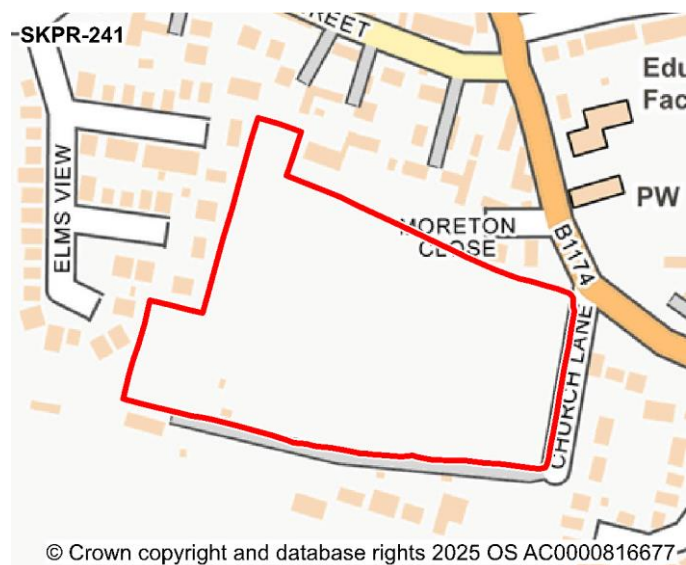 SKPR-241
STREET
Edu
Fac
PW
ELMS VIEW
MORETON
CLOSE
B1174
CHURCH LANE
© Crown copyright and database rights 2025 OS AC0000816677